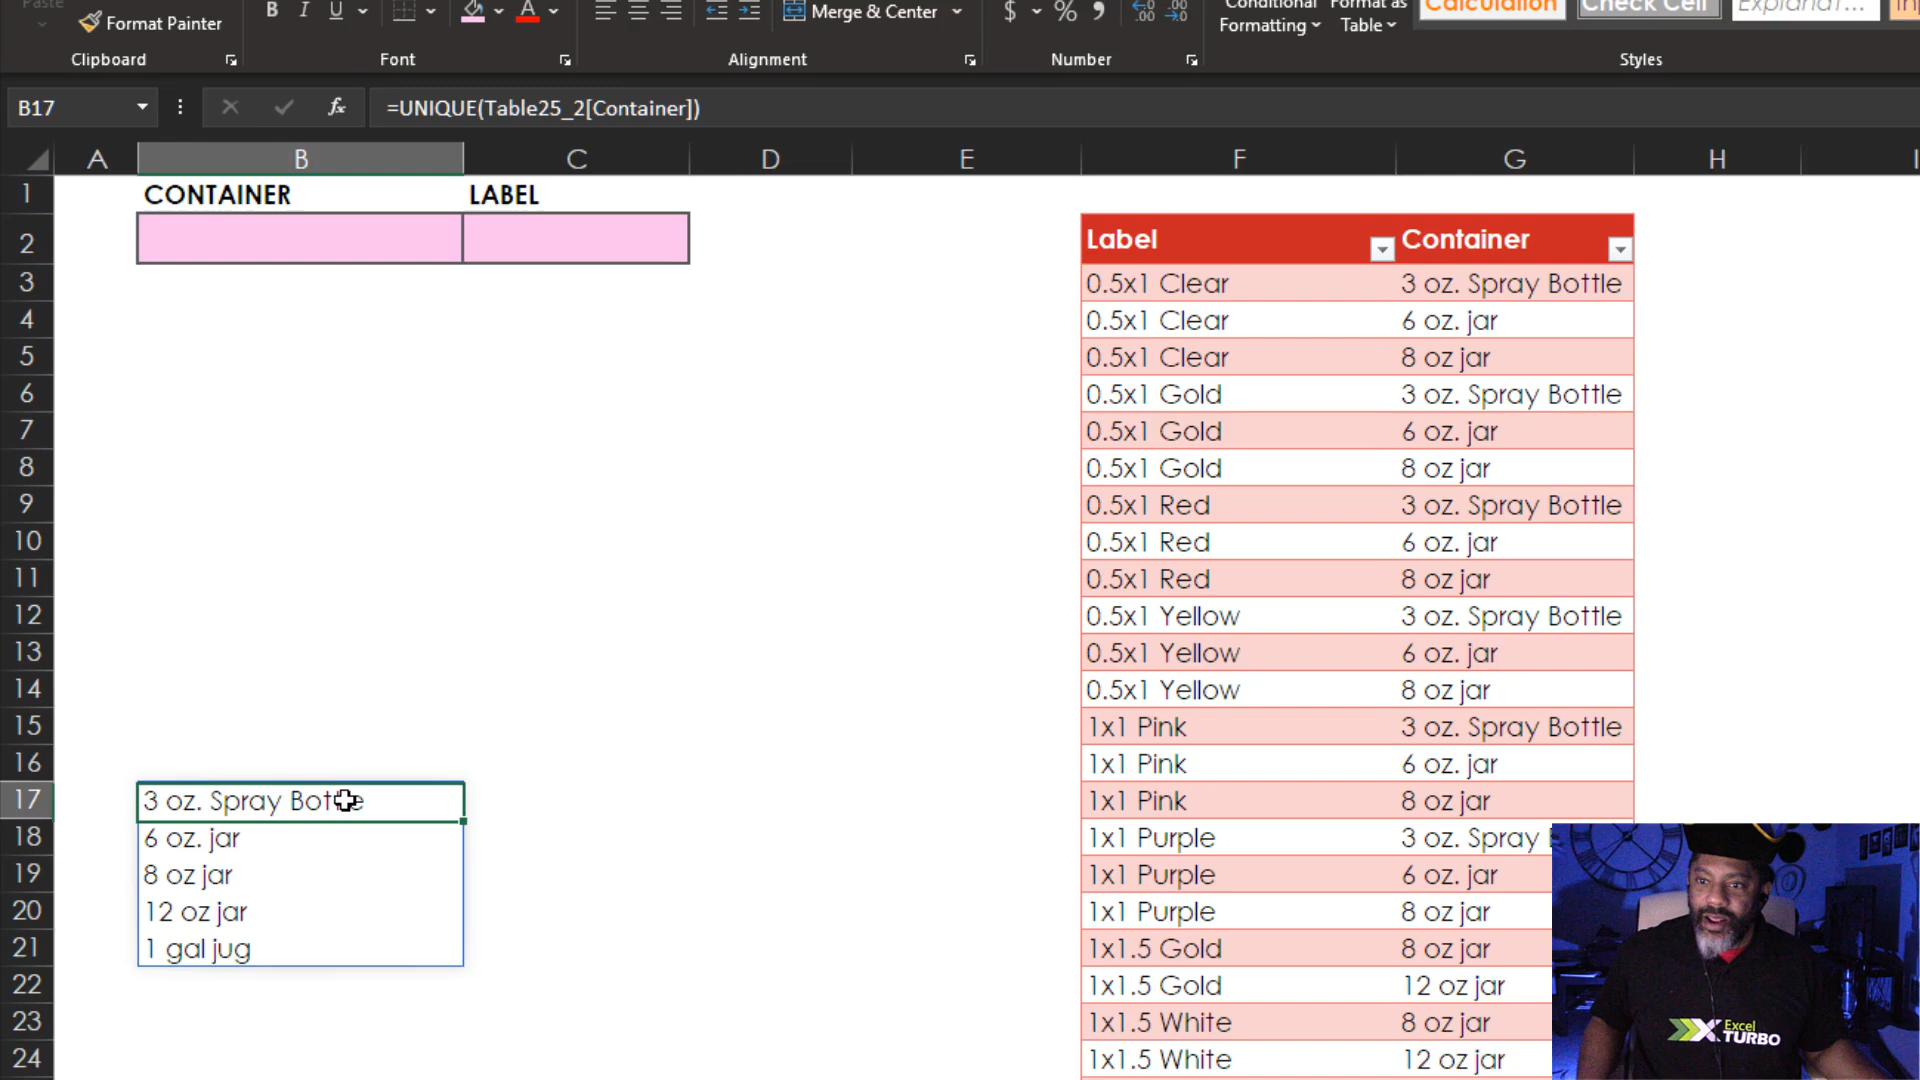 Paste
Format Painter
B I U A
Merge & Center
$ % 9
.00
.00
Conditional
Formatting
Format as
Table
Calculation
Check Cell
Explanat...
In
Clipboard
Font
Alignment
Number
Styles
B17
fx
=UNIQUE(Table25_2[Container])
A B C D E F G H I
1 CONTAINER LABEL
2 Label Container
3 0.5x1 Clear 3 oz. Spray Bottle
4 0.5x1 Clear 6 oz. jar
5 0.5x1 Clear 8 oz jar
6 0.5x1 Gold 3 oz. Spray Bottle
7 0.5x1 Gold 6 oz. jar
8 0.5x1 Gold 8 oz jar
9 0.5x1 Red 3 oz. Spray Bottle
10 0.5x1 Red 6 oz. jar
11 0.5x1 Red 8 oz jar
12 0.5x1 Yellow 3 oz. Spray Bottle
13 0.5x1 Yellow 6 oz. jar
14 0.5x1 Yellow 8 oz jar
15 1x1 Pink 3 oz. Spray Bottle
16 1x1 Pink 6 oz. jar
17 3 oz. Spray Bottle 1x1 Pink 8 oz jar
18 6 oz. jar 1x1 Purple 3 oz. Spray
19 8 oz jar 1x1 Purple 6 oz. jar
20 12 oz jar 1x1 Purple 8 oz jar
21 1 gal jug 1x1.5 Gold 8 oz jar
22 1x1.5 Gold 12 oz jar
23 1x1.5 White 8 oz jar
24 1x1.5 White 12 oz jar
Excel
TURBO